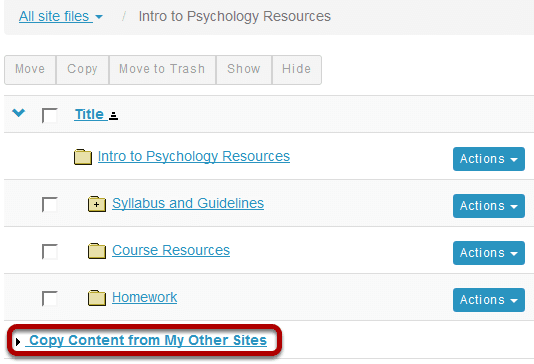 All site files / Intro to Psychology Resources
Move Copy Move to Trash Show Hide
Title
Intro to Psychology Resources Actions
Syllabus and Guidelines Actions
Course Resources Actions
Homework Actions
Copy Content from My Other Sites